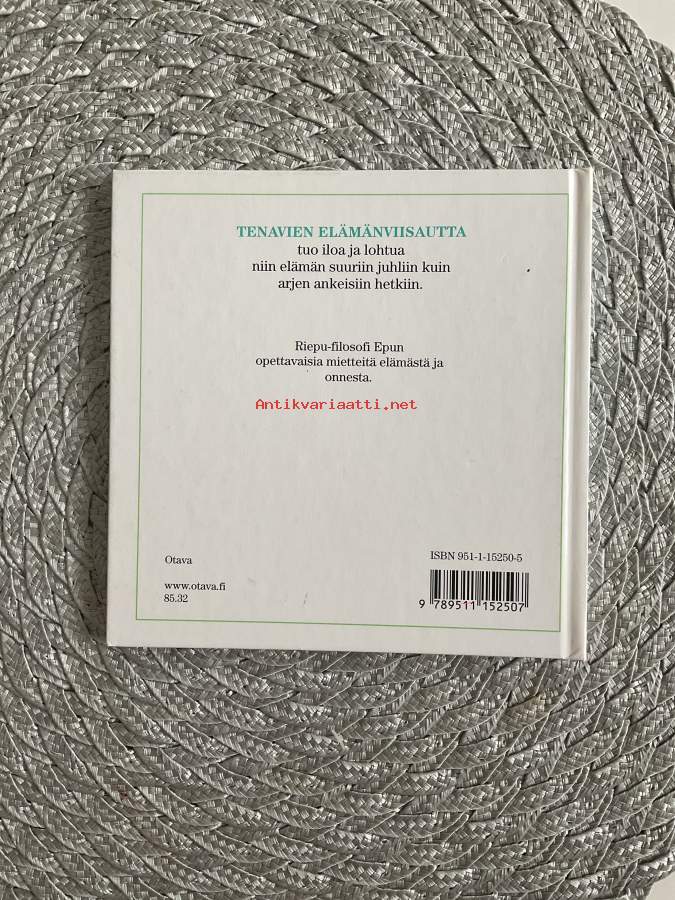 TENAVIEN ELÄMÄNVIISAUTTA
tuo iloa ja lohtua
niin elämän suuriin juhliin kuin
arjen ankeisiin hetkiin.
Riepu-filosofi Epun
opettavaisia mietteitä elämästä ja
onnesta.
Antikvariaatti.net
Otava
www.otava.fi
85.32
ISBN 951-1-15250-5
9 789511 152507